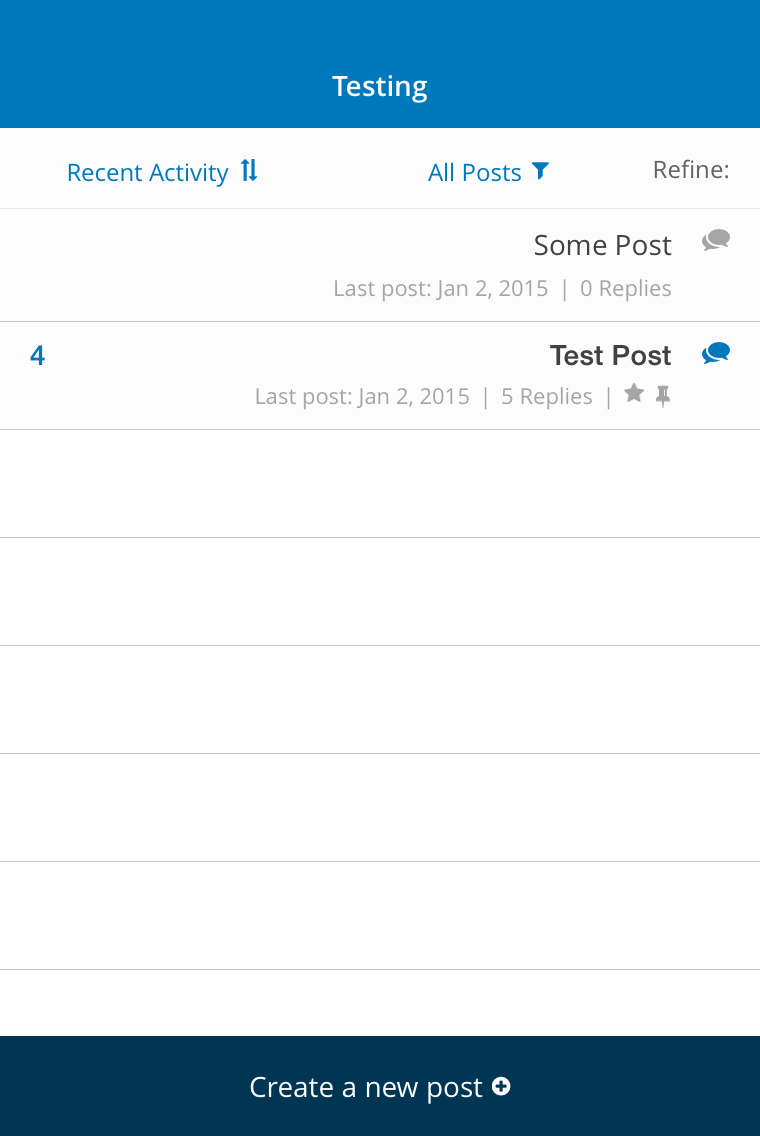 Testing
Recent Activity All Posts Refine:
Some Post
Last post: Jan 2, 2015 | 0 Replies
4 Test Post
Last post: Jan 2, 2015 | 5 Replies |
Create a new post